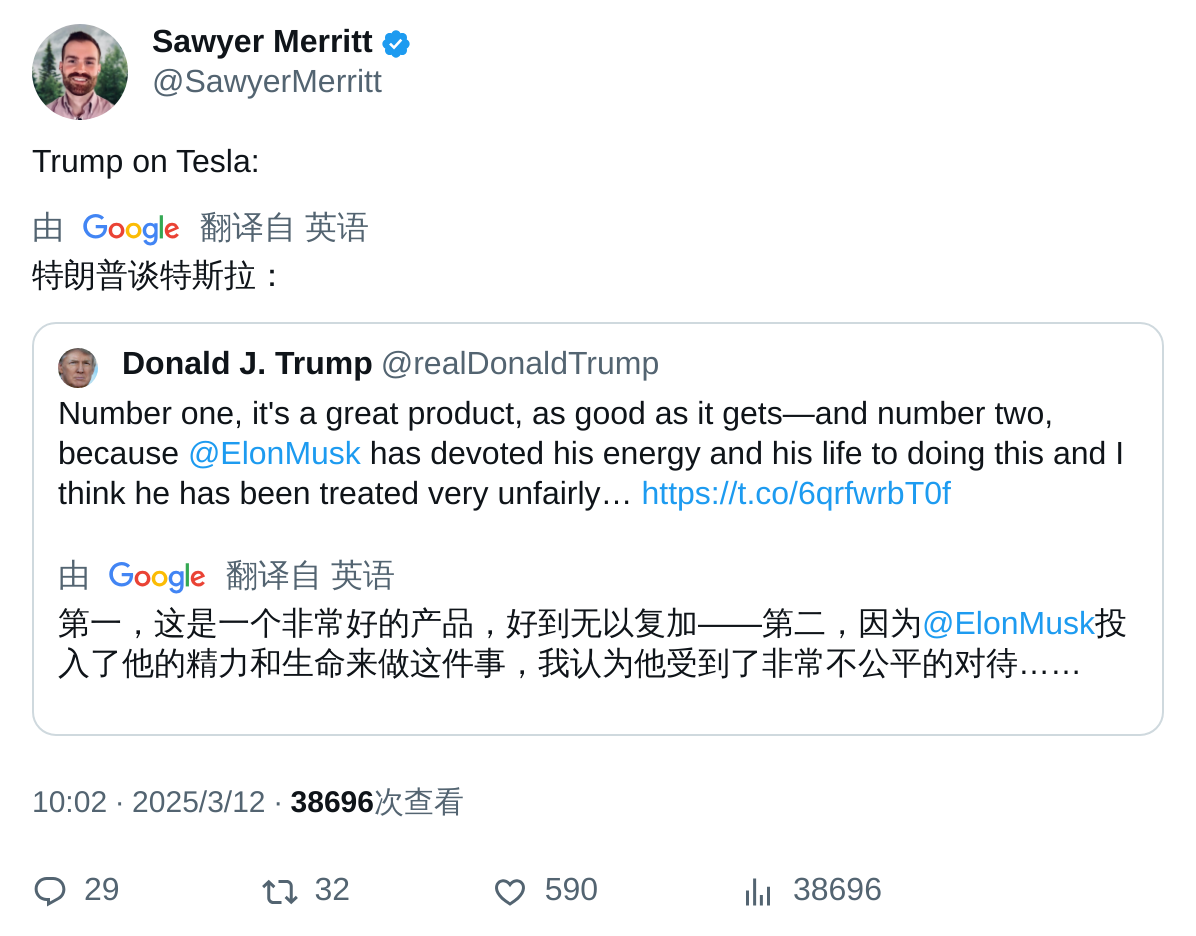 Sawyer Merritt
@SawyerMerritt
Trump on Tesla:
由 Google 翻译自 英语
特朗普谈特斯拉：
Donald J. Trump @realDonaldTrump
Number one, it's a great product, as good as it gets—and number two,
because @ElonMusk has devoted his energy and his life to doing this and I
think he has been treated very unfairly… https://t.co/6qrfwrbT0f
由 Google 翻译自 英语
第一，这是一个非常好的产品，好到无以复加——第二，因为@ElonMusk投
入了他的精力和生命来做这件事，我认为他受到了非常不公平的对待……
10:02 · 2025/3/12 · 38696次查看
29 32 590 38696